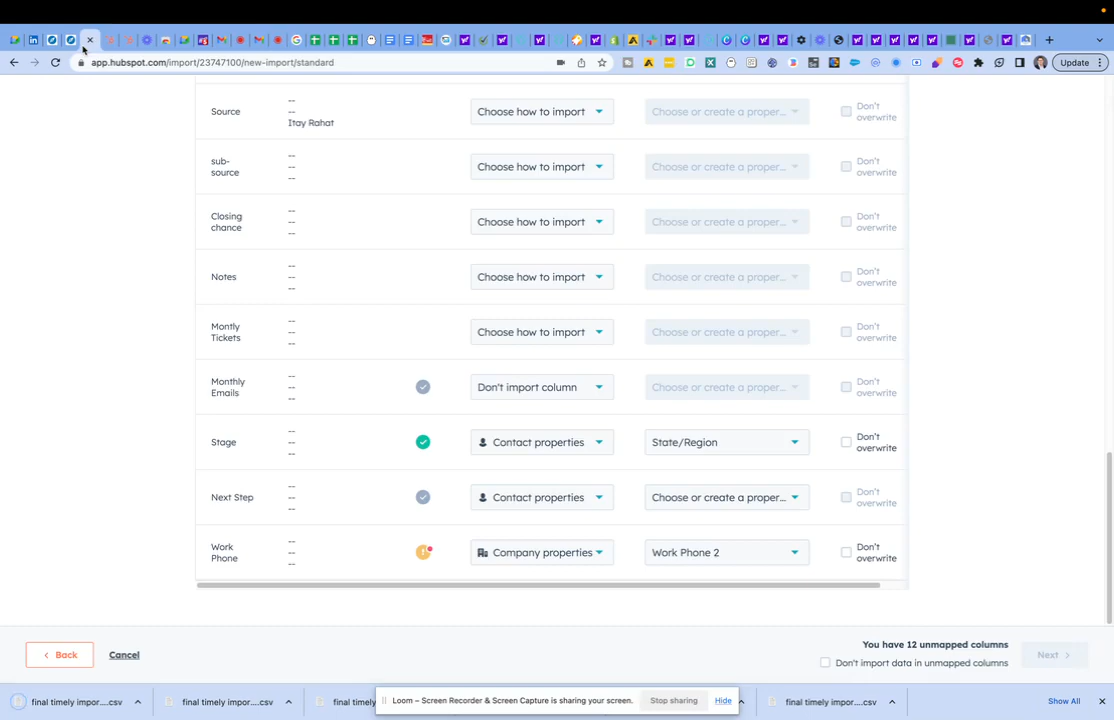 Update
app.hubspot.com/import/23747100/new-import/standard
Source
--
--
Itay Rahat
Choose how to import
Choose or create a proper...
Don't
overwrite
sub-
source
--
--
--
Choose how to import
Choose or create a proper...
Don't
overwrite
Closing
chance
--
--
--
Choose how to import
Choose or create a proper...
Don't
overwrite
Notes
--
--
--
Choose how to import
Choose or create a proper...
Don't
overwrite
Montly
Tickets
--
--
--
Choose how to import
Choose or create a proper...
Don't
overwrite
Monthly
Emails
--
--
--
Don't import column
Choose or create a proper...
Don't
overwrite
Stage
--
--
--
Contact properties
State/Region
Don't
overwrite
Next Step
--
--
--
Contact properties
Choose or create a proper...
Don't
overwrite
Work
Phone
--
--
--
Company properties
Work Phone 2
Don't
overwrite
Back
Cancel
You have 12 unmapped columns
Don't import data in unmapped columns
Next
final timely impor....csv
final timely impor....csv
final timely
Loom – Screen Recorder & Screen Capture is sharing your screen.
Stop sharing
Hide
final timely impor....csv
Show All